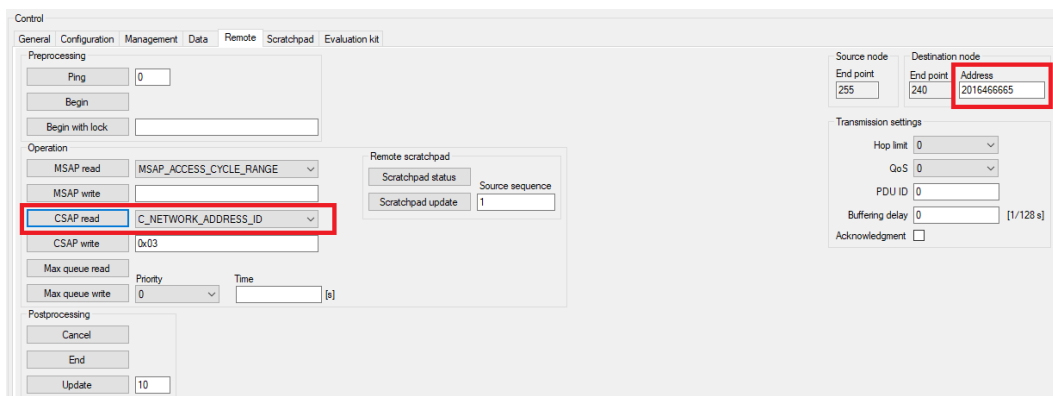 Control
General Configuration Management Data Remote Scratchpad Evaluation kit
Preprocessing
Ping 0
Begin
Begin with lock
Operation
MSAP read MSAP_ACCESS_CYCLE_RANGE
MSAP write
CSAP read C_NETWORK_ADDRESS_ID
CSAP write 0x03
Max queue read
Priority Time
Max queue write 0 [s]
Remote scratchpad
Scratchpad status
Source sequence
Scratchpad update 1
Postprocessing
Cancel
End
Update 10
Source node
End point
255
Destination node
End point Address
240 2016466665
Transmission settings
Hop limit 0
QoS 0
PDU ID 0
Buffering delay 0 [1/128 s]
Acknowledgment